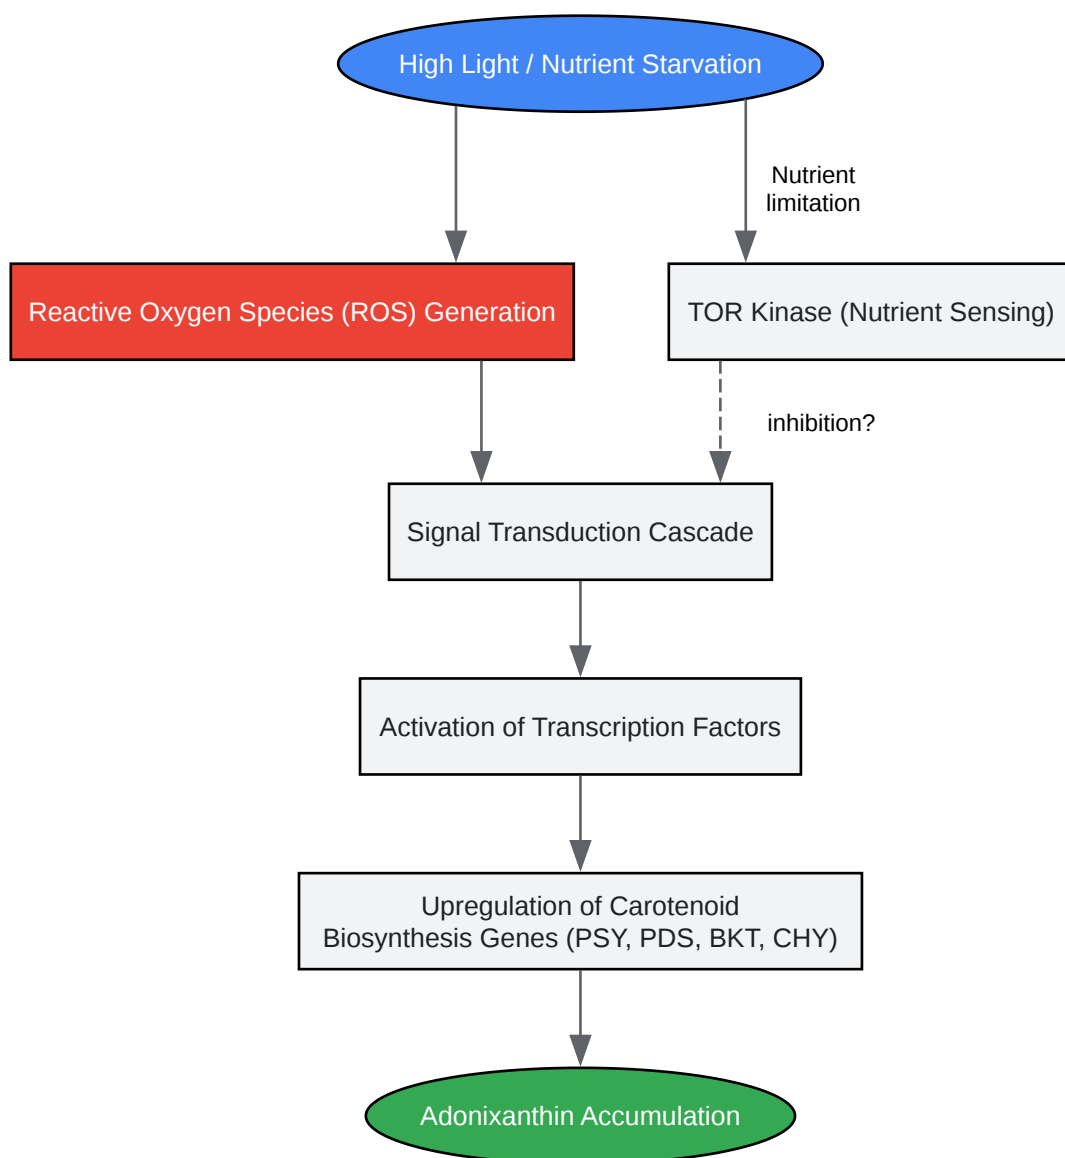 High Light / Nutrient Starvation
Nutrient
limitation
Reactive Oxygen Species (ROS) Generation
TOR Kinase (Nutrient Sensing)
inhibition?
Signal Transduction Cascade
Activation of Transcription Factors
Upregulation of Carotenoid
Biosynthesis Genes (PSY, PDS, BKT, CHY)
Adonixanthin Accumulation